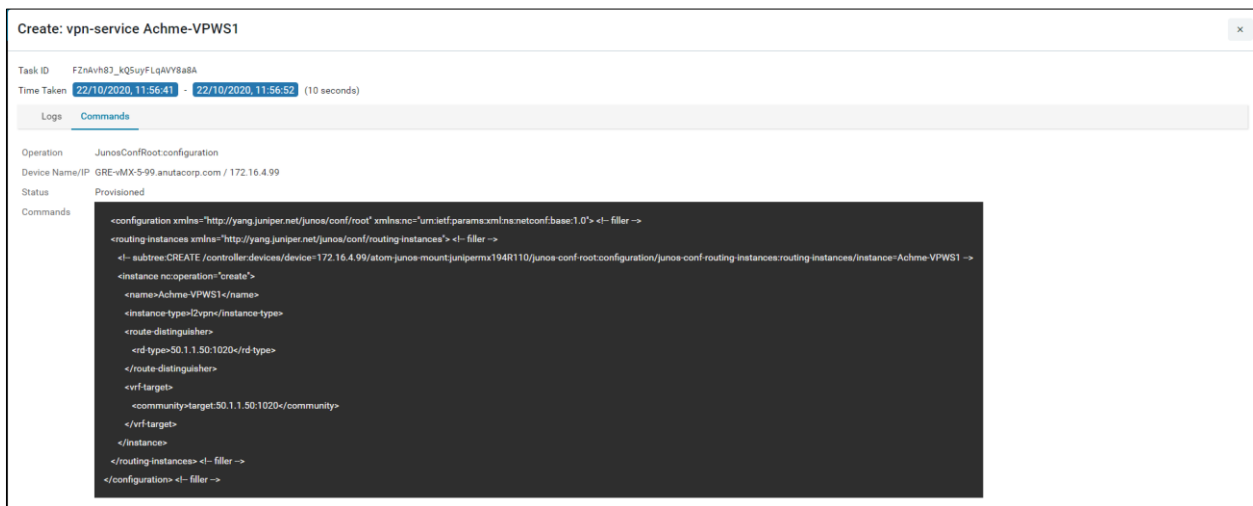 Create: vpn-service Achme-VPWS1
×
Task ID FZnAvh8J_kQ5uyFLqAVY8a8A
Time Taken 22/10/2020, 11:56:41 - 22/10/2020, 11:56:52 (10 seconds)
Logs Commands
Operation JunosConfRoot:configuration
Device Name/IP GRE-vMX-5-99.anutacorp.com / 172.16.4.99
Status Provisioned
Commands
<configuration xmlns="http://yang.juniper.net/junos/conf/root" xmlns:nc="urn:ietf:params:xml:ns:netconf:base:1.0"> <!-- filler -->
<routing-instances xmlns="http://yang.juniper.net/junos/conf/routing-instances"> <!-- filler -->
<!-- subtree:CREATE /controller:devices/device=172.16.4.99/atom-junos-mount:junipermx194R110/junos-conf-root:configuration/junos-conf-routing-instances:routing-instances/instance=Achme-VPWS1 -->
<instance nc:operation="create">
<name>Achme-VPWS1</name>
<instance-type>l2vpn</instance-type>
<route-distinguisher>
<rd-type>50.1.1.50:1020</rd-type>
</route-distinguisher>
<vrf-target>
<community>target:50.1.1.50:1020</community>
</vrf-target>
</instance>
</routing-instances> <!-- filler -->
</configuration> <!-- filler -->